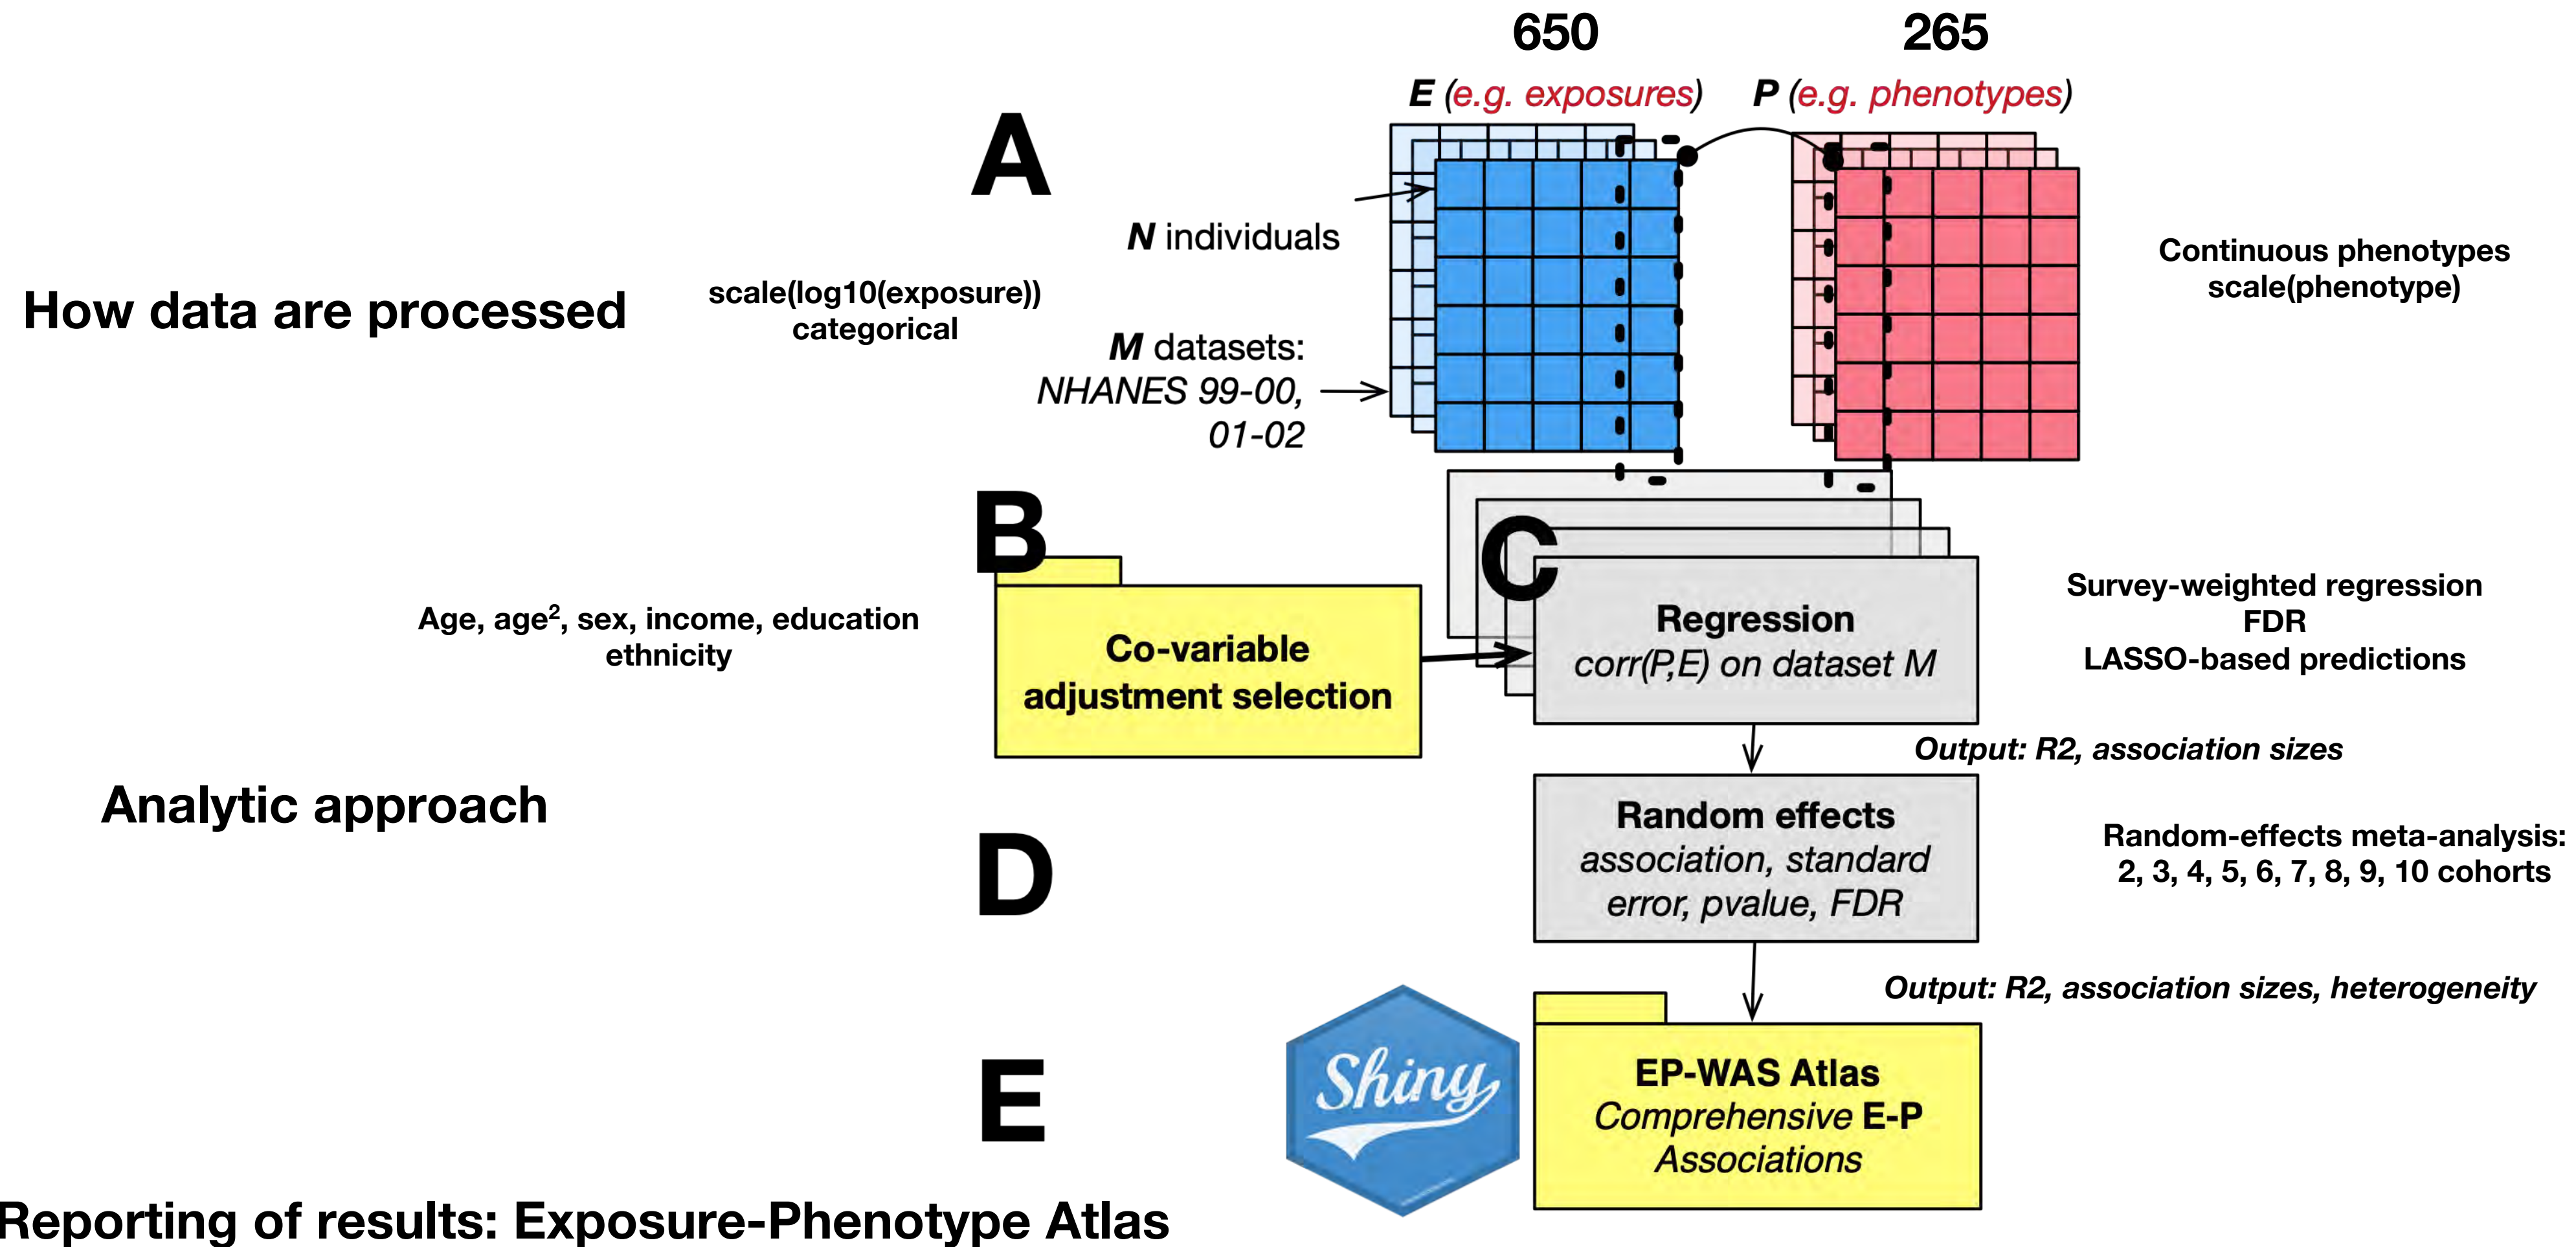 650
265
E (e.g. exposures)
P (e.g. phenotypes)
A
N individuals
How data are processed
scale(log10(exposure))
categorical
M datasets:
NHANES 99-00,
01-02
Continuous phenotypes
scale(phenotype)
B
Age, age², sex, income, education
ethnicity
Co-variable
adjustment selection
C
Regression
corr(P,E) on dataset M
Survey-weighted regression
FDR
LASSO-based predictions
Output: R2, association sizes
Analytic approach
D
Random effects
association, standard
error, pvalue, FDR
Random-effects meta-analysis:
2, 3, 4, 5, 6, 7, 8, 9, 10 cohorts
Output: R2, association sizes, heterogeneity
E
Shiny
EP-WAS Atlas
Comprehensive E-P
Associations
Reporting of results: Exposure-Phenotype Atlas